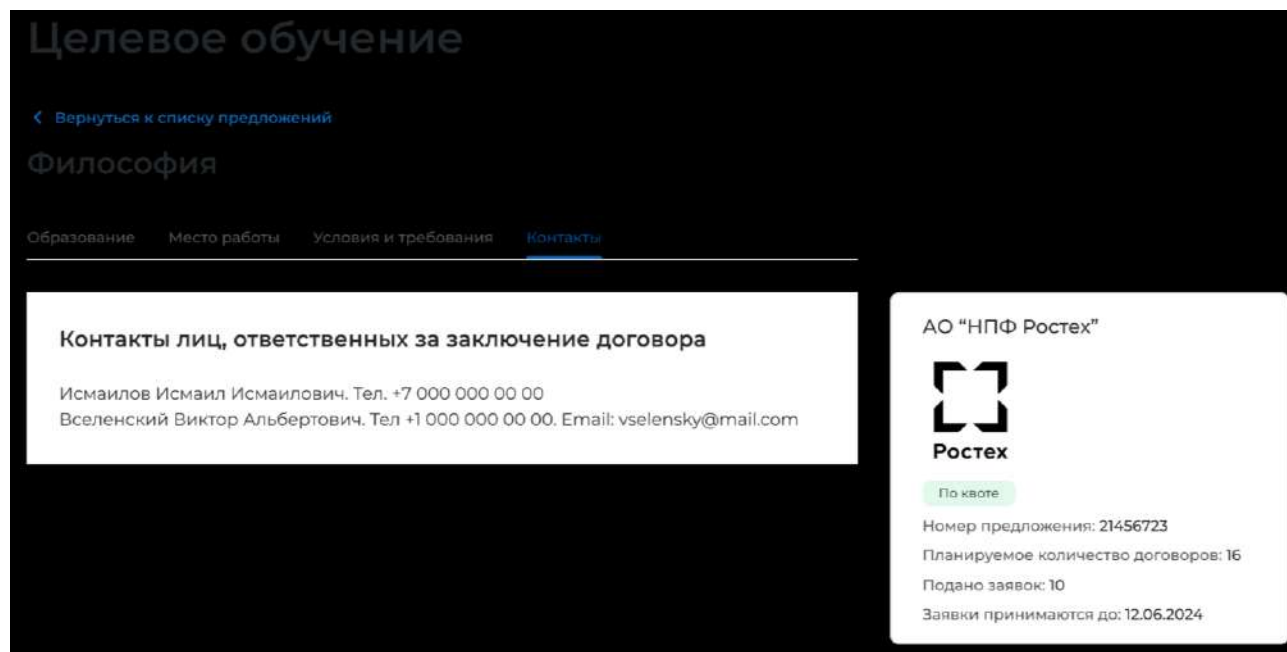 Целевое обучение
Вернуться к списку предложений
Философия
Образование Место работы Условия и требования Контакты
Контакты лиц, ответственных за заключение договора
Исмаилов Исмаил Исмаилович. Тел. +7 000 000 00 00
Вселенский Виктор Альбертович. Тел +1 000 000 00 00. Email: vselensky@mail.com
АО “НПФ Ростех”
Ростех
По квоте
Номер предложения: 21456723
Планируемое количество договоров: 16
Подано заявок: 10
Заявки принимаются до: 12.06.2024